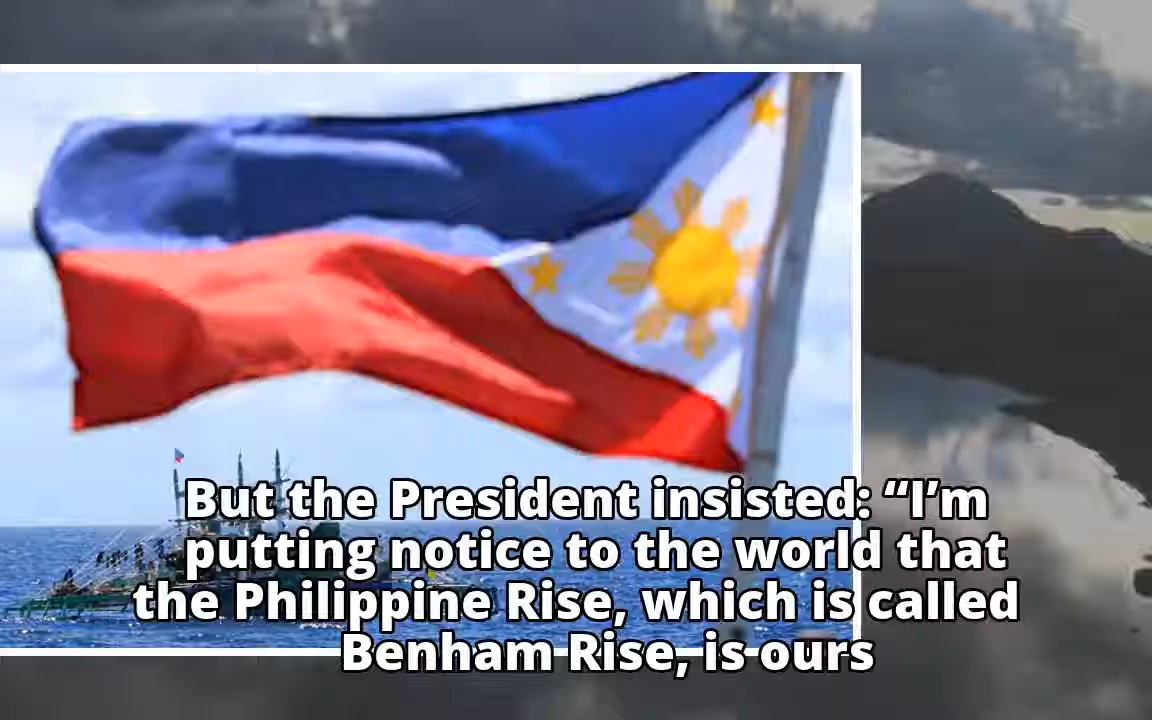 But the President insisted: “I’m
putting notice to the world that
the Philippine Rise, which is called
Benham Rise, is ours